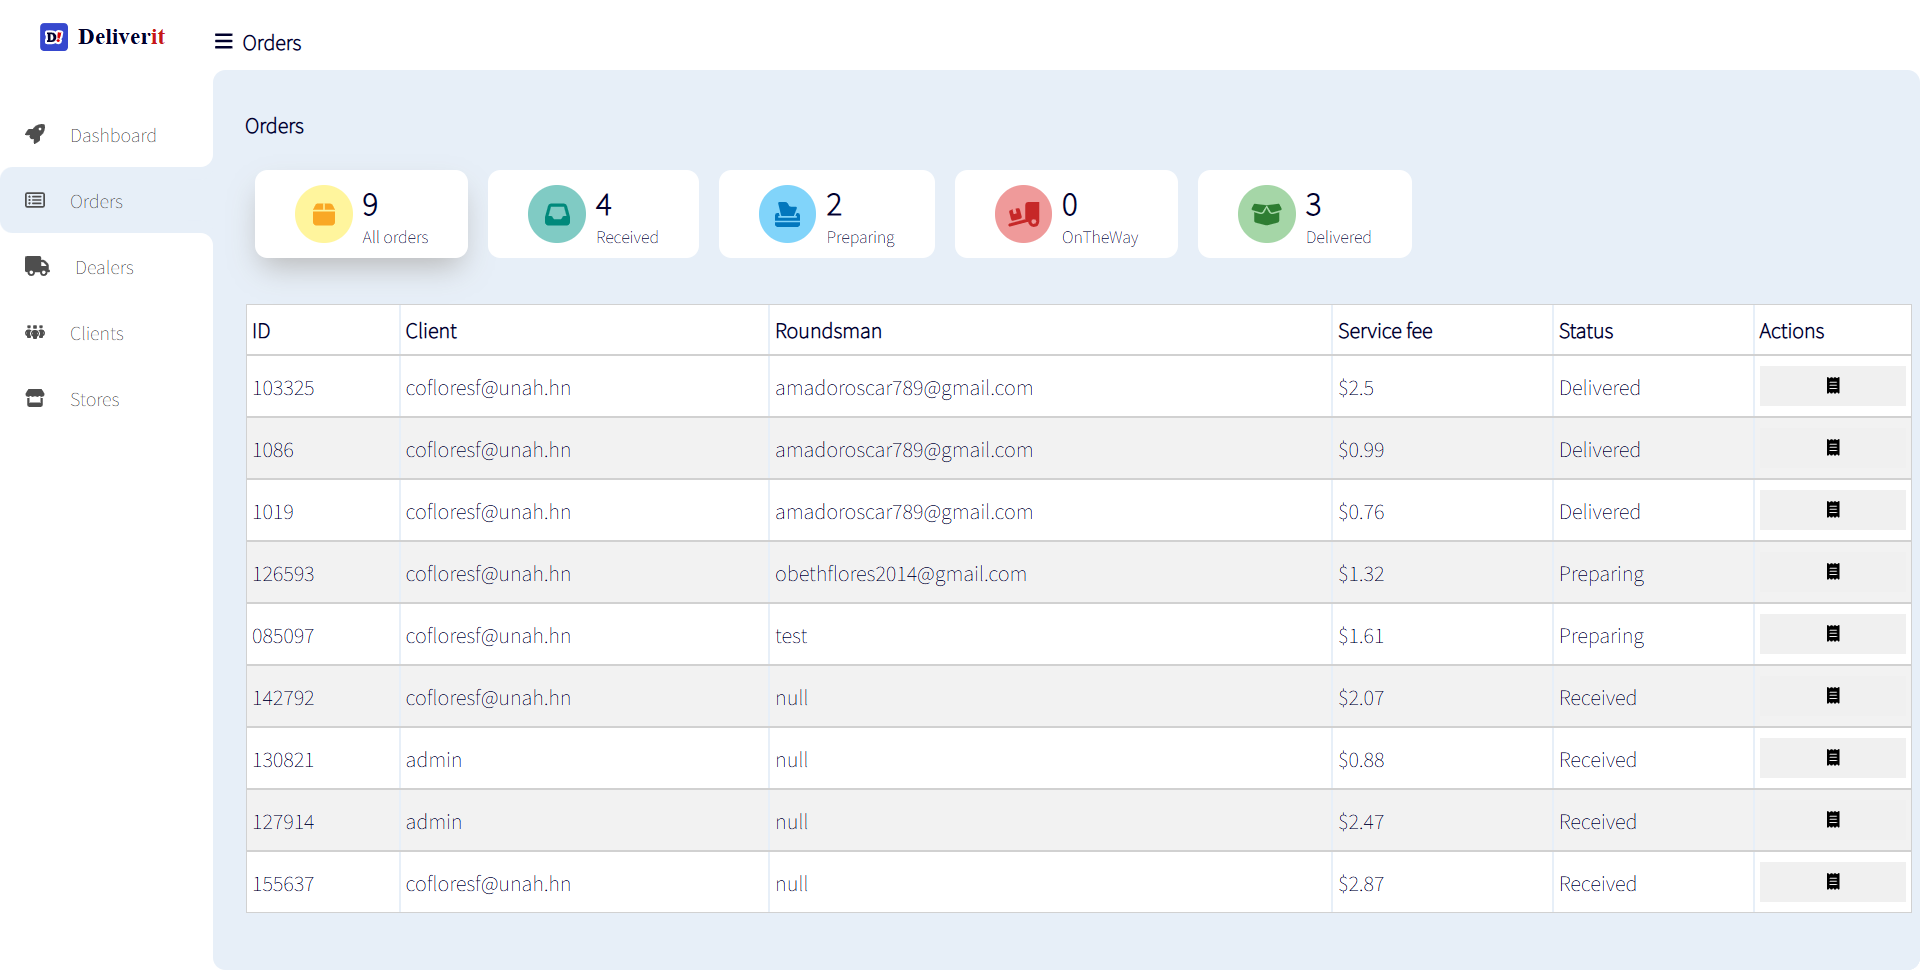 D! Deliverit
Orders
Dashboard
Orders
Dealers
Clients
Stores
Orders
9
All orders
4
Received
2
Preparing
0
OnTheWay
3
Delivered
ID Client Roundsman Service fee Status Actions
103325 cofloresf@unah.hn amadoroscar789@gmail.com $2.5 Delivered
1086 cofloresf@unah.hn amadoroscar789@gmail.com $0.99 Delivered
1019 cofloresf@unah.hn amadoroscar789@gmail.com $0.76 Delivered
126593 cofloresf@unah.hn obethflores2014@gmail.com $1.32 Preparing
085097 cofloresf@unah.hn test $1.61 Preparing
142792 cofloresf@unah.hn null $2.07 Received
130821 admin null $0.88 Received
127914 admin null $2.47 Received
155637 cofloresf@unah.hn null $2.87 Received